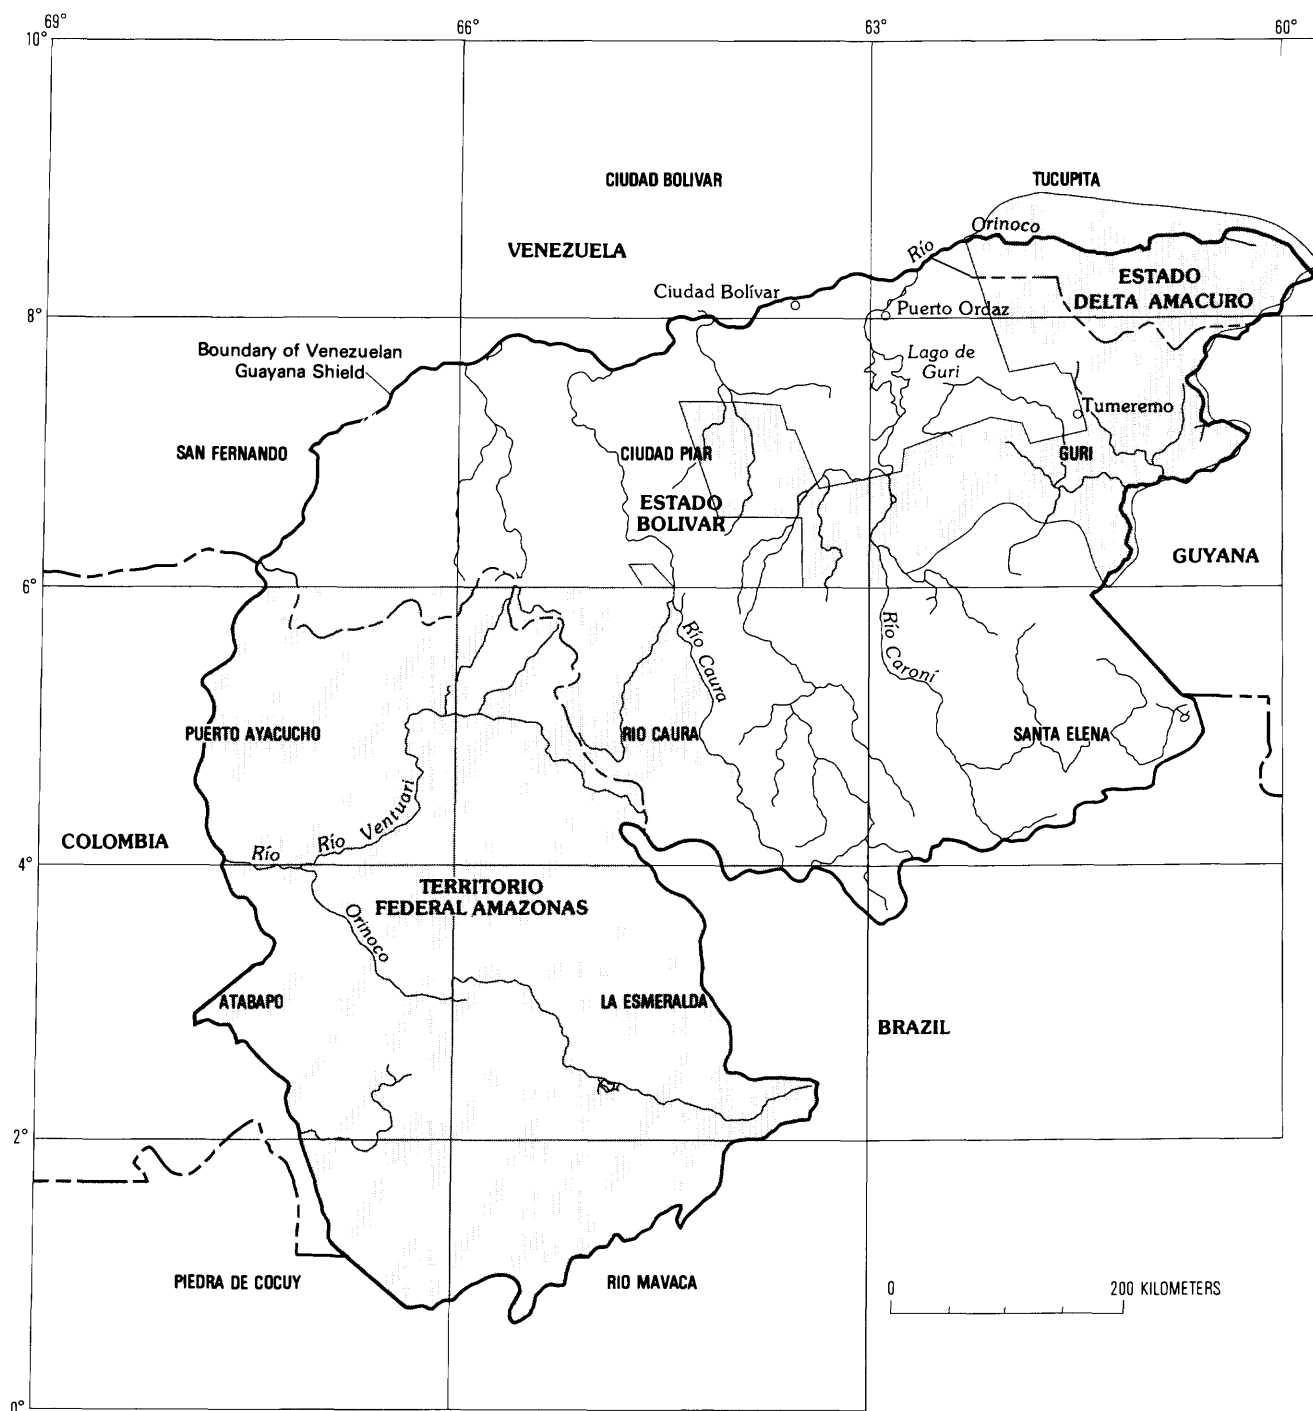 69°
66°
63°
60°
10°
CIUDAD BOLIVAR
TUCUPITA
VENEZUELA
Río
Orinoco
ESTADO
DELTA AMACURO
Ciudad Bolívar
Puerto Ordaz
8°
Boundary of Venezuelan
Guayana Shield
Lago de
Guri
Tumeremo
SAN FERNANDO
CIUDAD PIAR
GURI
ESTADO
BOLIVAR
GUYANA
6°
Río Caura
Río Caroní
PUERTO AYACUCHO
RIO CAURA
SANTA ELENA
COLOMBIA
Río
Río Ventuari
4°
TERRITORIO
FEDERAL AMAZONAS
Orinoco
ATABAPO
LA ESMERALDA
BRAZIL
2°
PIEDRA DE COCUY
RIO MAVACA
0
200 KILOMETERS
0°